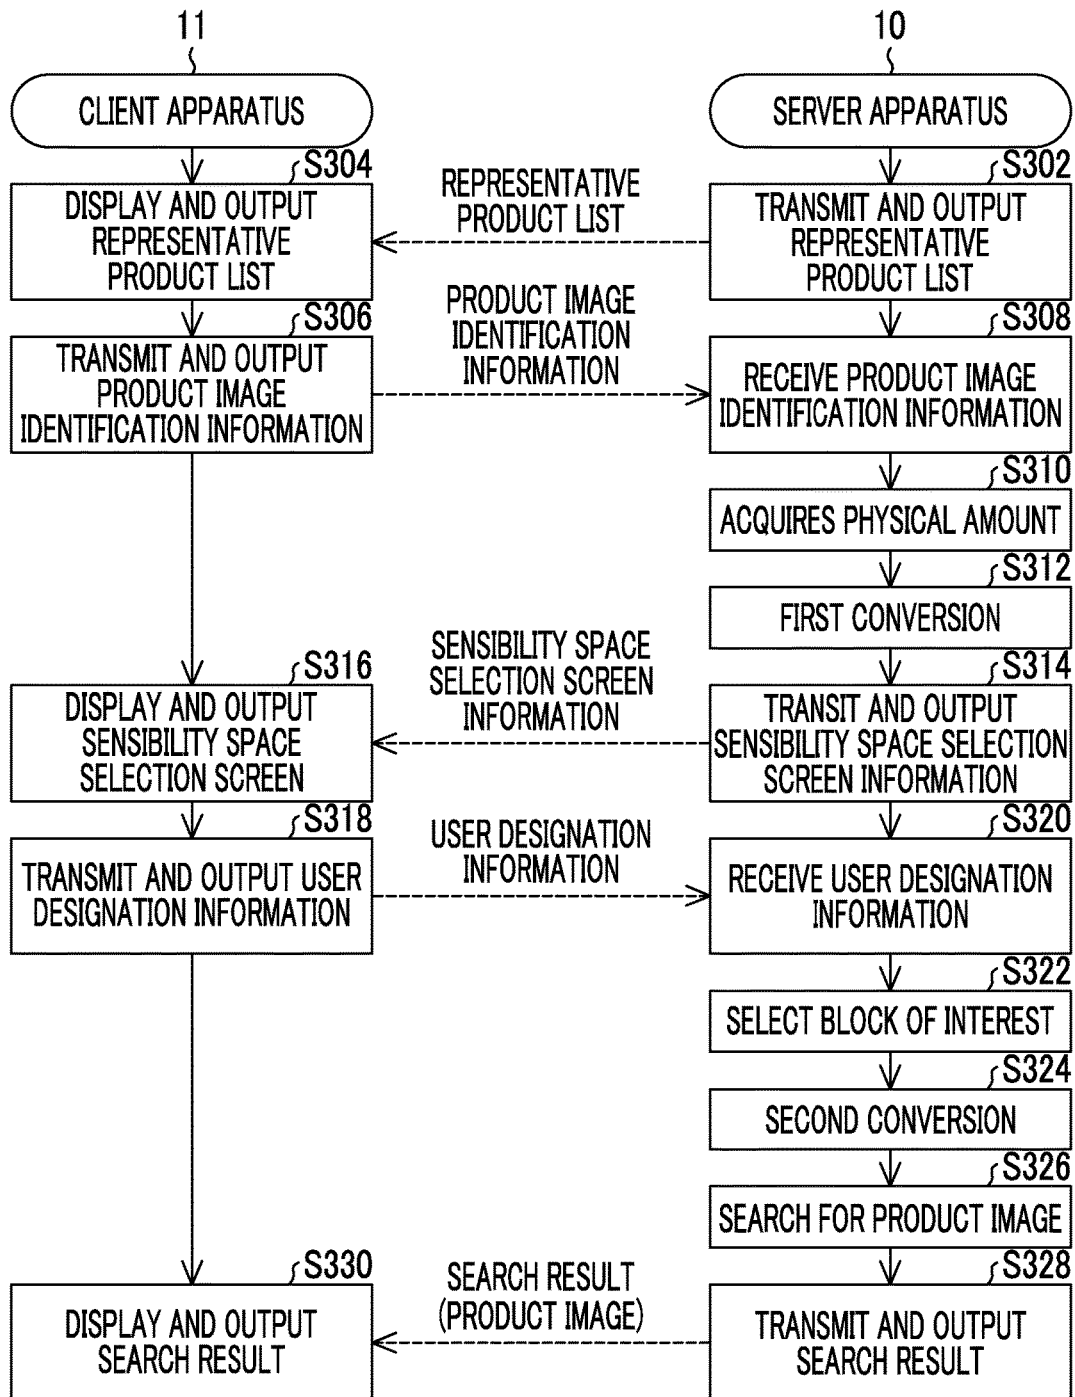 11
10
CLIENT APPARATUS
SERVER APPARATUS
S304
DISPLAY AND OUTPUT
REPRESENTATIVE
PRODUCT LIST
REPRESENTATIVE
PRODUCT LIST
S302
TRANSMIT AND OUTPUT
REPRESENTATIVE
PRODUCT LIST
S306
TRANSMIT AND OUTPUT
PRODUCT IMAGE
IDENTIFICATION INFORMATION
PRODUCT IMAGE
IDENTIFICATION
INFORMATION
S308
RECEIVE PRODUCT IMAGE
IDENTIFICATION INFORMATION
S310
ACQUIRES PHYSICAL AMOUNT
S312
FIRST CONVERSION
S316
DISPLAY AND OUTPUT
SENSIBILITY SPACE
SELECTION SCREEN
SENSIBILITY SPACE
SELECTION SCREEN
INFORMATION
S314
TRANSIT AND OUTPUT
SENSIBILITY SPACE SELECTION
SCREEN INFORMATION
S318
TRANSMIT AND OUTPUT USER
DESIGNATION INFORMATION
USER DESIGNATION
INFORMATION
S320
RECEIVE USER DESIGNATION
INFORMATION
S322
SELECT BLOCK OF INTEREST
S324
SECOND CONVERSION
S326
SEARCH FOR PRODUCT IMAGE
S330
DISPLAY AND OUTPUT
SEARCH RESULT
SEARCH RESULT
(PRODUCT IMAGE)
S328
TRANSMIT AND OUTPUT
SEARCH RESULT